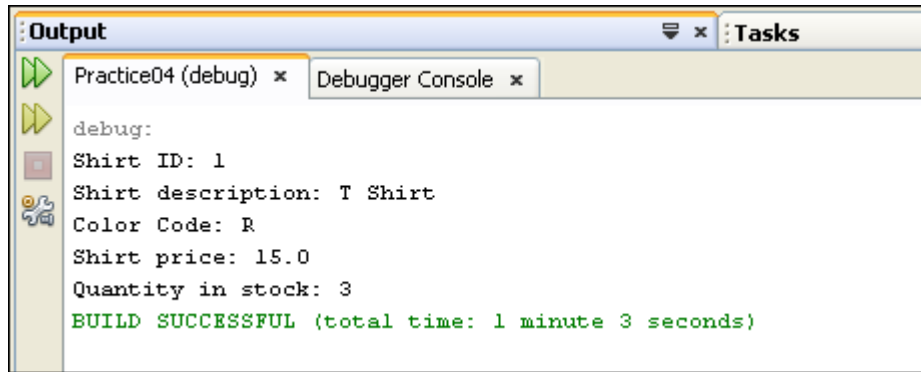 Output
Tasks
Practice04 (debug)
Debugger Console
debug:
Shirt ID: 1
Shirt description: T Shirt
Color Code: R
Shirt price: 15.0
Quantity in stock: 3
BUILD SUCCESSFUL (total time: 1 minute 3 seconds)